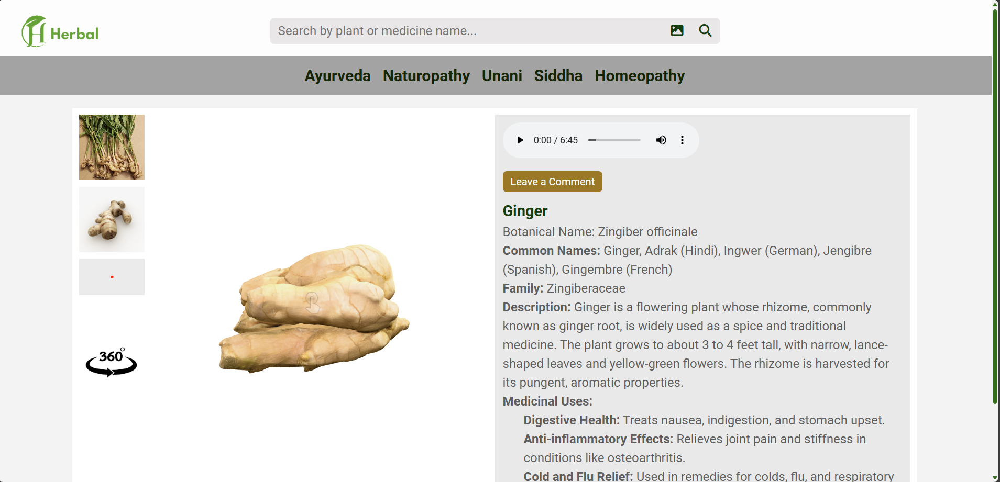 Herbal
Search by plant or medicine name...
Ayurveda Naturopathy Unani Siddha Homeopathy
360°
0:00 / 6:45
Leave a Comment
Ginger
Botanical Name: Zingiber officinale
Common Names: Ginger, Adrak (Hindi), Ingwer (German), Jengibre
(Spanish), Gingembre (French)
Family: Zingiberaceae
Description: Ginger is a flowering plant whose rhizome, commonly
known as ginger root, is widely used as a spice and traditional
medicine. The plant grows to about 3 to 4 feet tall, with narrow, lance-
shaped leaves and yellow-green flowers. The rhizome is harvested for
its pungent, aromatic properties.
Medicinal Uses:
Digestive Health: Treats nausea, indigestion, and stomach upset.
Anti-inflammatory Effects: Relieves joint pain and stiffness in
conditions like osteoarthritis.
Cold and Flu Relief: Used in remedies for colds, flu, and respiratory